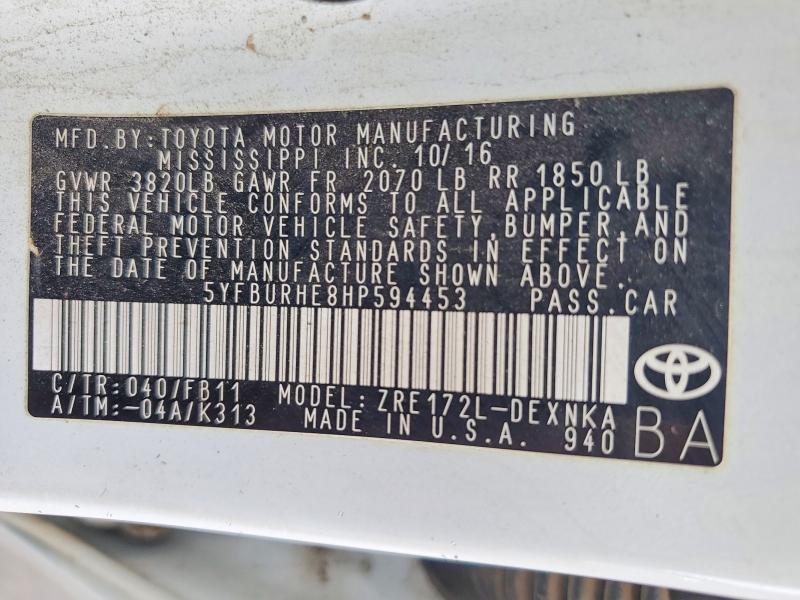 MFD.BY:TOYOTA MOTOR MANUFACTURING
MISSISSIPPI INC. 10/16
GVWR 3820LB GAWR FR 2070 LB RR 1850 LB
THIS VEHICLE CONFORMS TO ALL APPLICABLE
FEDERAL MOTOR VEHICLE SAFETY,BUMPER,AND
THEFT PREVENTION STANDARDS IN EFFECT ON
THE DATE OF MANUFACTURE SHOWN ABOVE.
5YFBURHE8HP594453 PASS.CAR
C/TR:040/FB11 MODEL: ZRE172L-DEXNKA
A/TM:-04A/K313 MADE IN U.S.A. 940
BA